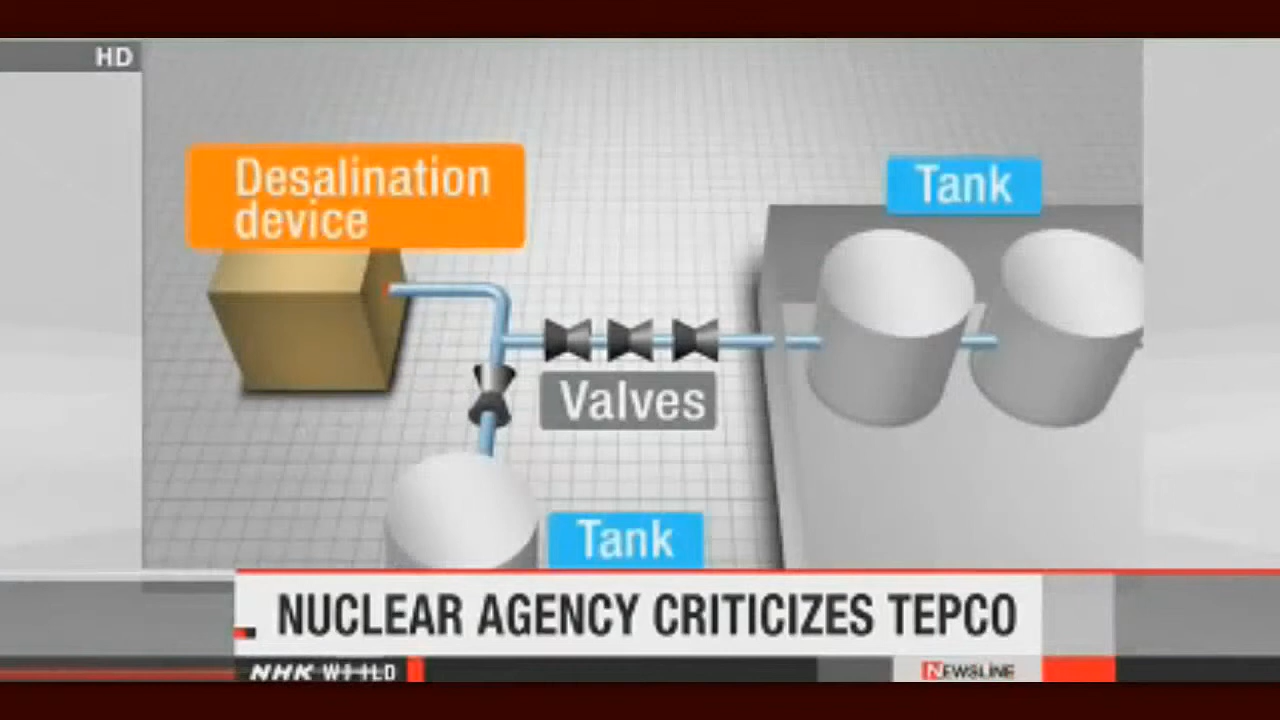 HD
Desalination
device
Tank
Valves
Tank
NUCLEAR AGENCY CRITICIZES TEPCO
NHK WORLD
NEWSLINE